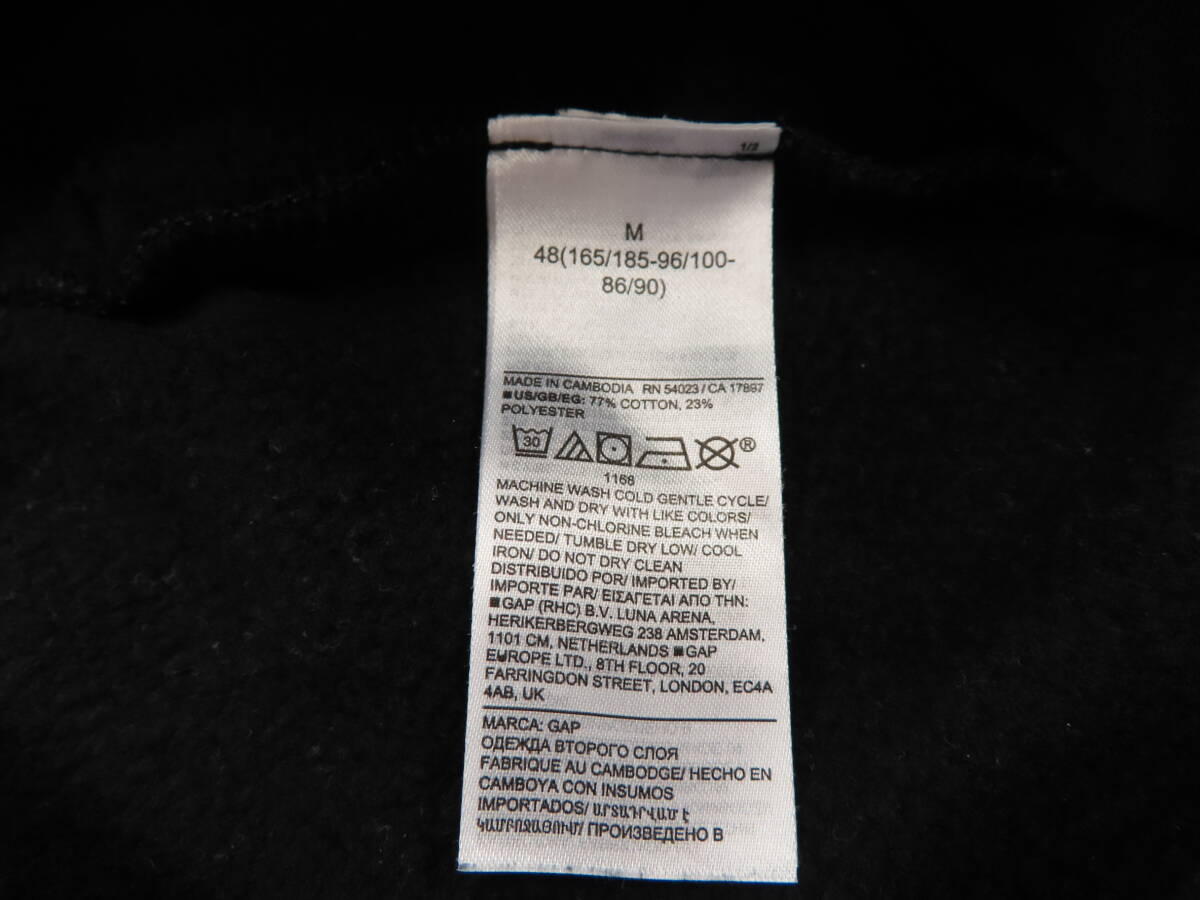 1/2
M
48(165/185-96/100-
86/90)
MADE IN CAMBODIA RN 54023 / CA 17897
■US/GB/EG: 77% COTTON, 23%
POLYESTER
30 ®
1168
MACHINE WASH COLD GENTLE CYCLE/
WASH AND DRY WITH LIKE COLORS/
ONLY NON-CHLORINE BLEACH WHEN
NEEDED/ TUMBLE DRY LOW/ COOL
IRON/ DO NOT DRY CLEAN
DISTRIBUIDO POR/ IMPORTED BY/
IMPORTE PAR/ ΕΙΣΑΓΕΤΑΙ ΑΠΟ ΤΗΝ:
■GAP (RHC) B.V. LUNA ARENA,
HERIKERBERGWEG 238 AMSTERDAM,
1101 CM, NETHERLANDS ■GAP
EUROPE LTD., 8TH FLOOR, 20
FARRINGDON STREET, LONDON, EC4A
4AB, UK
MARCA: GAP
ОДЕЖДА ВТОРОГО СЛОЯ
FABRIQUE AU CAMBODGE/ HECHO EN
CAMBOYA CON INSUMOS
IMPORTADOS/ ԱՐՏԱԴՐՎԱԾ Է
ԿԱՄԲՈՋԱՅՈՒՄ/ ПРОИЗВЕДЕНО В